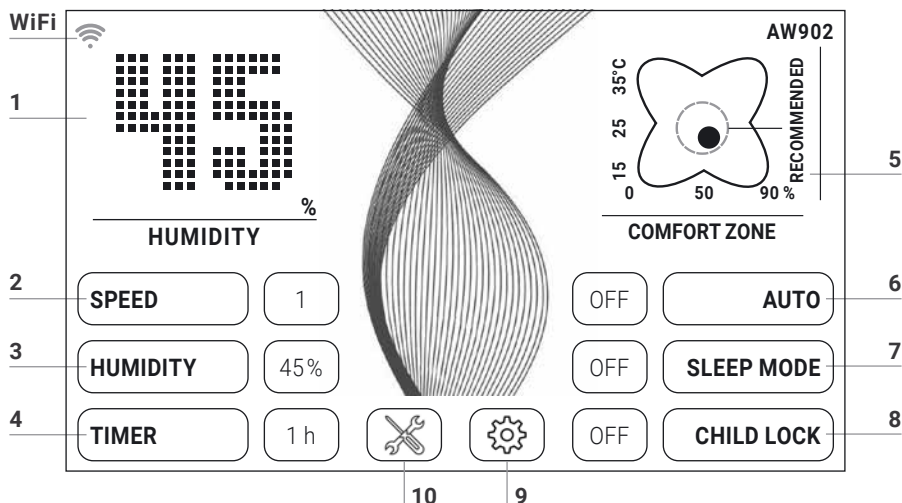 WiFi
AW902
1
45
%
HUMIDITY
35°C
25
15
0 50 90 %
RECOMMENDED
5
COMFORT ZONE
2 SPEED 1 OFF AUTO 6
3 HUMIDITY 45% OFF SLEEP MODE 7
4 TIMER 1 h OFF CHILD LOCK 8
10 9